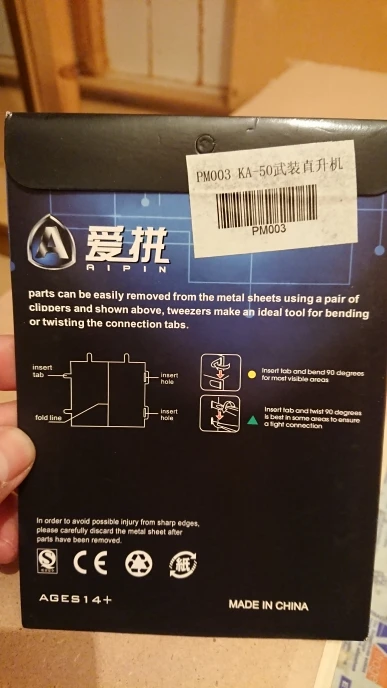 PM003 KA-50武装直升机
PM003
A
爱拼
AIPIN
parts can be easily removed from the metal sheets using a pair of
clippers and shown above, tweezers make an ideal tool for bending
or twisting the connection tabs.
insert
tab
insert
hole
fold line
insert
hole
Insert tab and bend 90 degrees
for most visible areas
Insert tab and twist 90 degrees
is best in some areas to ensure
a light connection
In order to avoid possible injury from sharp edges,
please carefully discard the metal sheet after
parts have been removed.
CE
紙
AGES14+
MADE IN CHINA